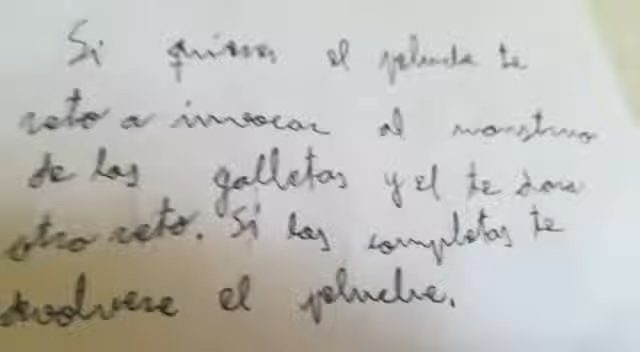 Si quieres el peluche te
reto a invocar al monstruo
de las galletas y el te dara
otro reto. Si los completas te
devolvere el peluche.